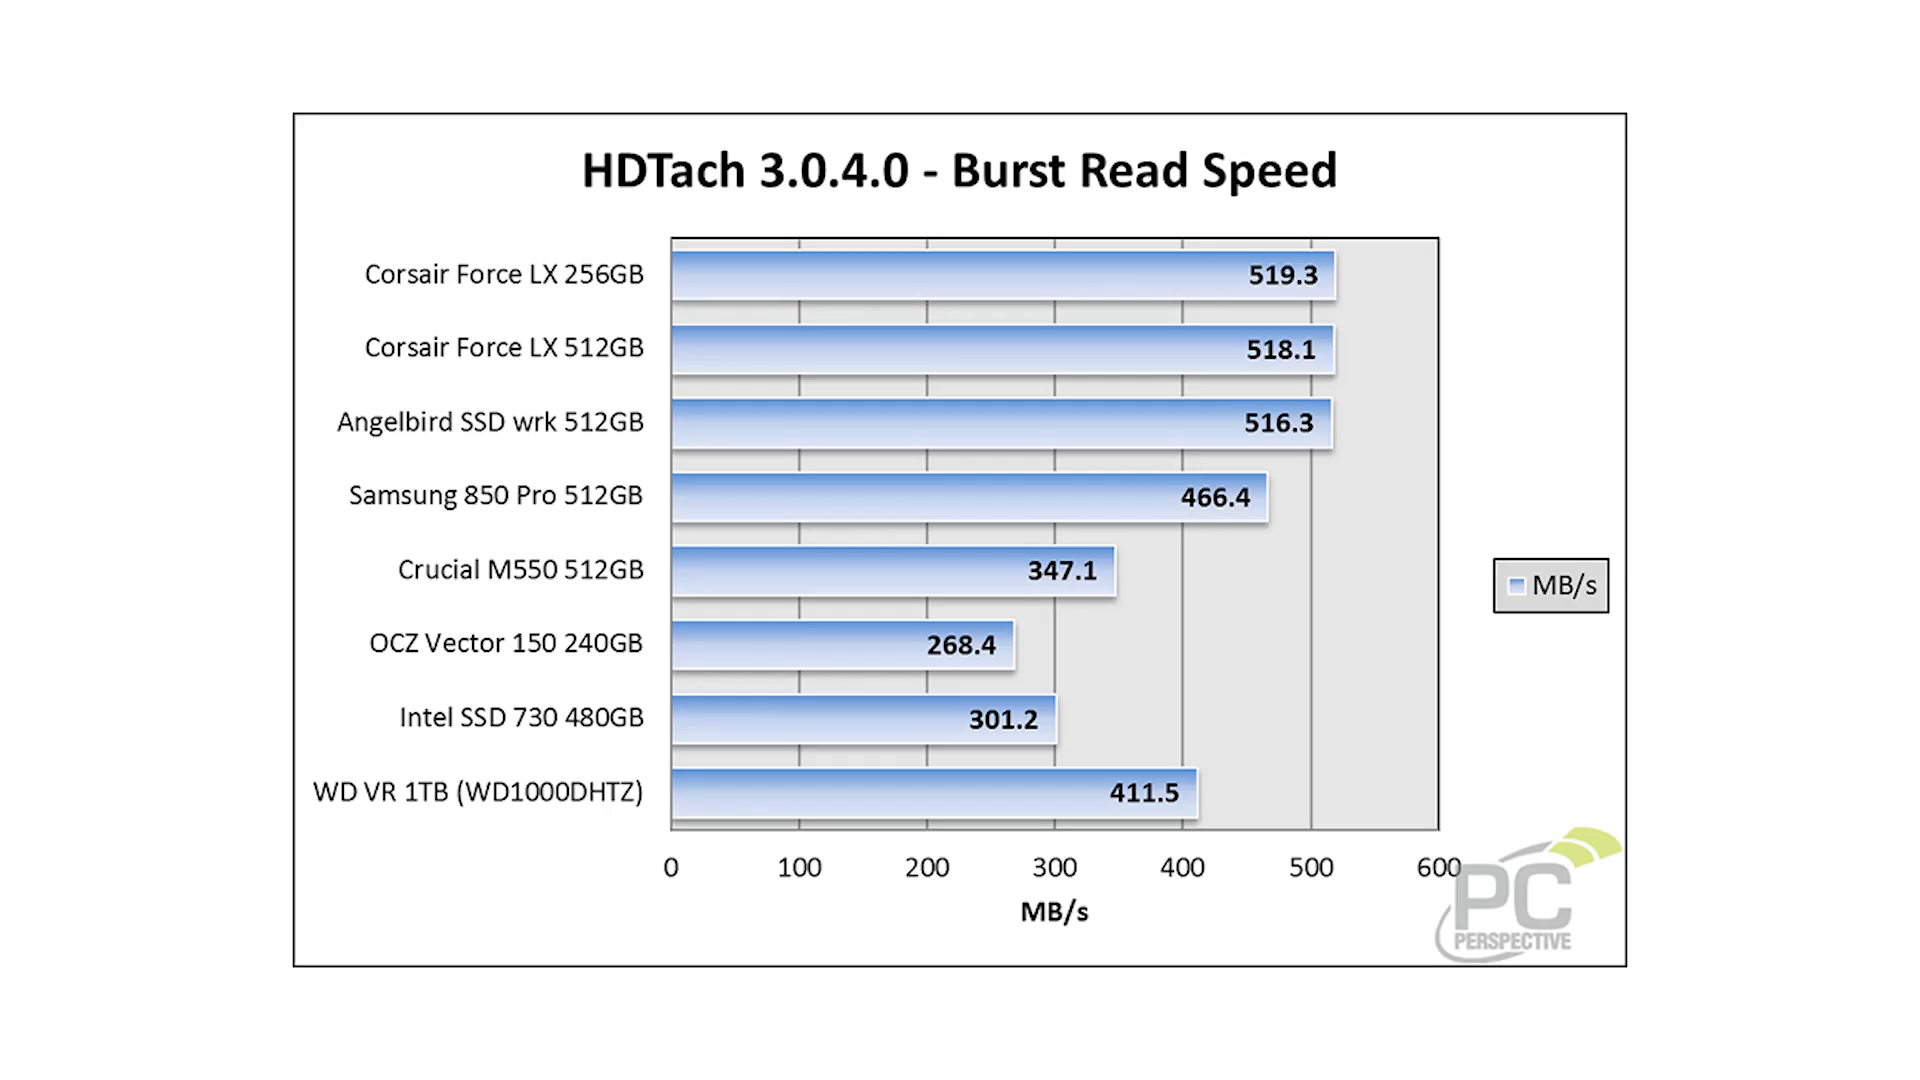 HDTach 3.0.4.0 - Burst Read Speed
Corsair Force LX 256GB 519.3
Corsair Force LX 512GB 518.1
Angelbird SSD wrk 512GB 516.3
Samsung 850 Pro 512GB 466.4
Crucial M550 512GB 347.1
MB/s
OCZ Vector 150 240GB 268.4
Intel SSD 730 480GB 301.2
WD VR 1TB (WD1000DHTZ) 411.5
0 100 200 300 400 500 600
MB/s
PC
PERSPECTIVE